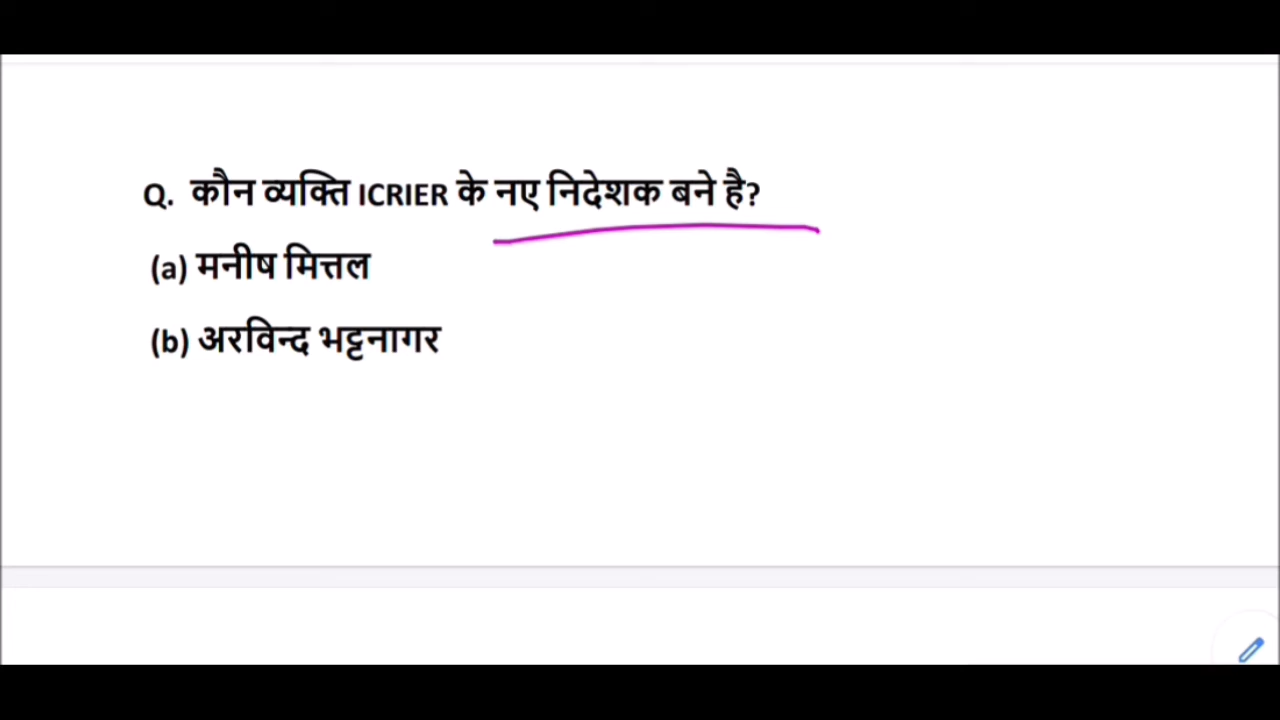 Q. कौन व्यक्ति ICRIER के नए निदेशक बने है?
(a) मनीष मित्तल
(b) अरविन्द भट्टनागर